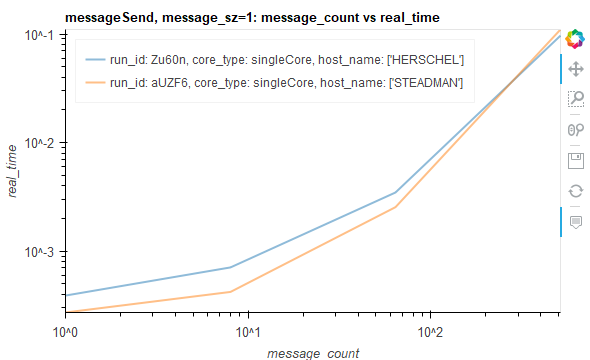 messageSend, message_sz=1: message_count vs real_time
run_id: Zu60n, core_type: singleCore, host_name: ['HERSCHEL']
run_id: aUZF6, core_type: singleCore, host_name: ['STEADMAN']
10^-1
10^-2
10^-3
real_time
10^0
10^1
10^2
message_count